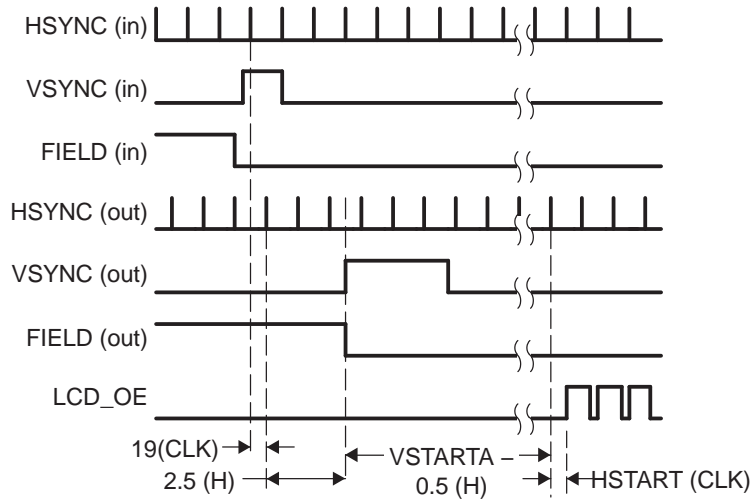 HSYNC (in)
VSYNC (in)
FIELD (in)
HSYNC (out)
VSYNC (out)
FIELD (out)
LCD_OE
19(CLK)
2.5 (H)
VSTARTA –
0.5 (H)
HSTART (CLK)